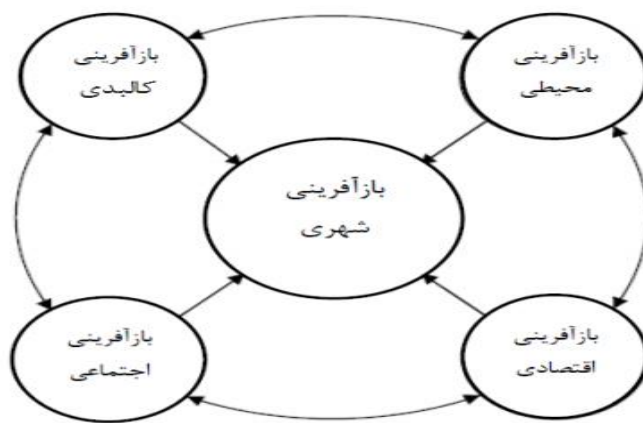 بازآفرینی
محیطی
بازآفرینی
کالبدی
بازآفرینی
شهری
بازآفرینی
اقتصادی
بازآفرینی
اجتماعی